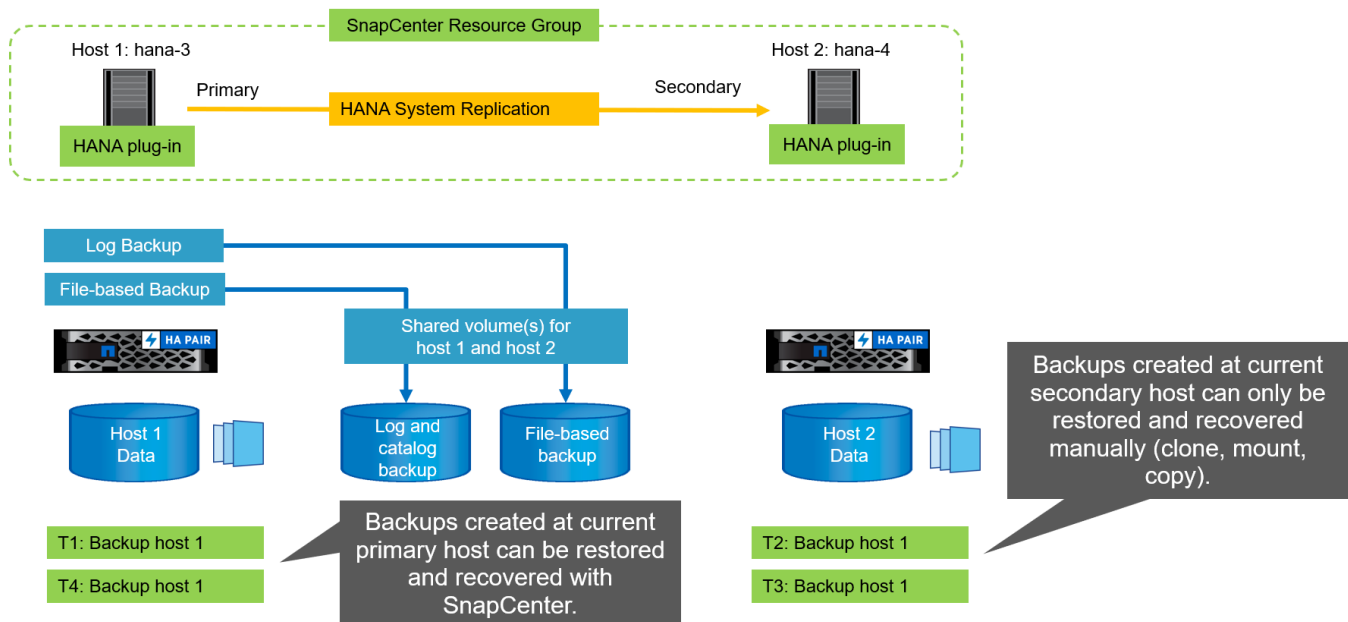 SnapCenter Resource Group
Host 1: hana-3
Host 2: hana-4
Primary
HANA System Replication
Secondary
HANA plug-in
HANA plug-in
Log Backup
File-based Backup
Shared volume(s) for
host 1 and host 2
HA PAIR
HA PAIR
Host 1
Data
Log and
catalog
backup
File-based
backup
Host 2
Data
Backups created at current
secondary host can only be
restored and recovered
manually (clone, mount,
copy).
T1: Backup host 1
T4: Backup host 1
Backups created at current
primary host can be restored
and recovered with
SnapCenter.
T2: Backup host 1
T3: Backup host 1